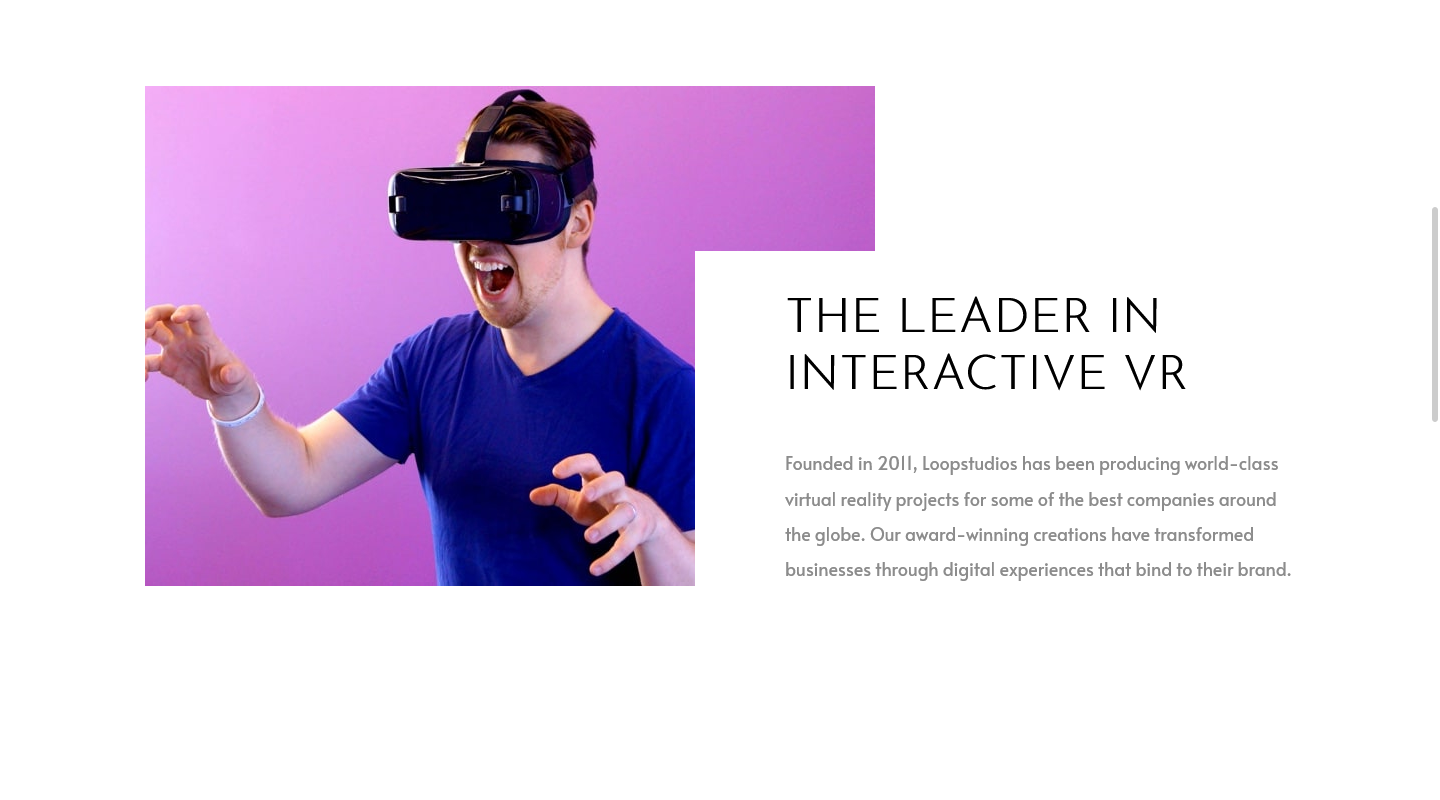 THE LEADER IN
INTERACTIVE VR
Founded in 2011, Loopstudios has been producing world-class
virtual reality projects for some of the best companies around
the globe. Our award-winning creations have transformed
businesses through digital experiences that bind to their brand.